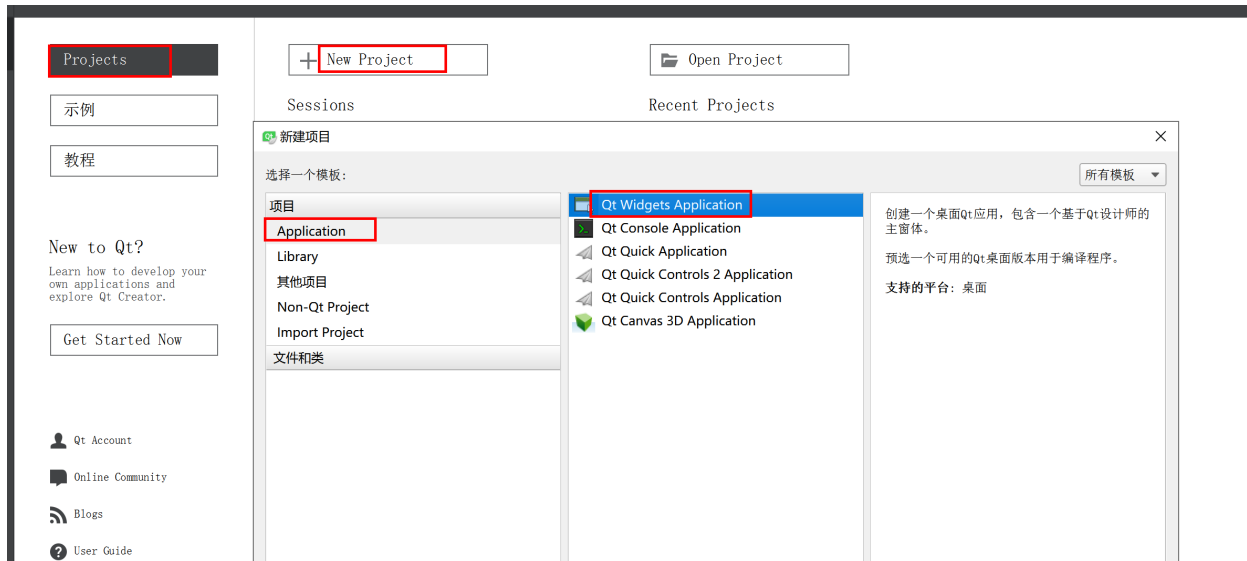 Projects
示例
教程
New to Qt?
Learn how to develop your
own applications and
explore Qt Creator.
Get Started Now
Qt Account
Online Community
Blogs
User Guide
New Project
Open Project
Sessions
Recent Projects
新建项目
选择一个模板:
所有模板
项目
Application
Library
其他项目
Non-Qt Project
Import Project
文件和类
Qt Widgets Application
Qt Console Application
Qt Quick Application
Qt Quick Controls 2 Application
Qt Quick Controls Application
Qt Canvas 3D Application
创建一个桌面Qt应用，包含一个基于Qt设计师的
主窗体。
预选一个可用的Qt桌面版本用于编译程序。
支持的平台: 桌面